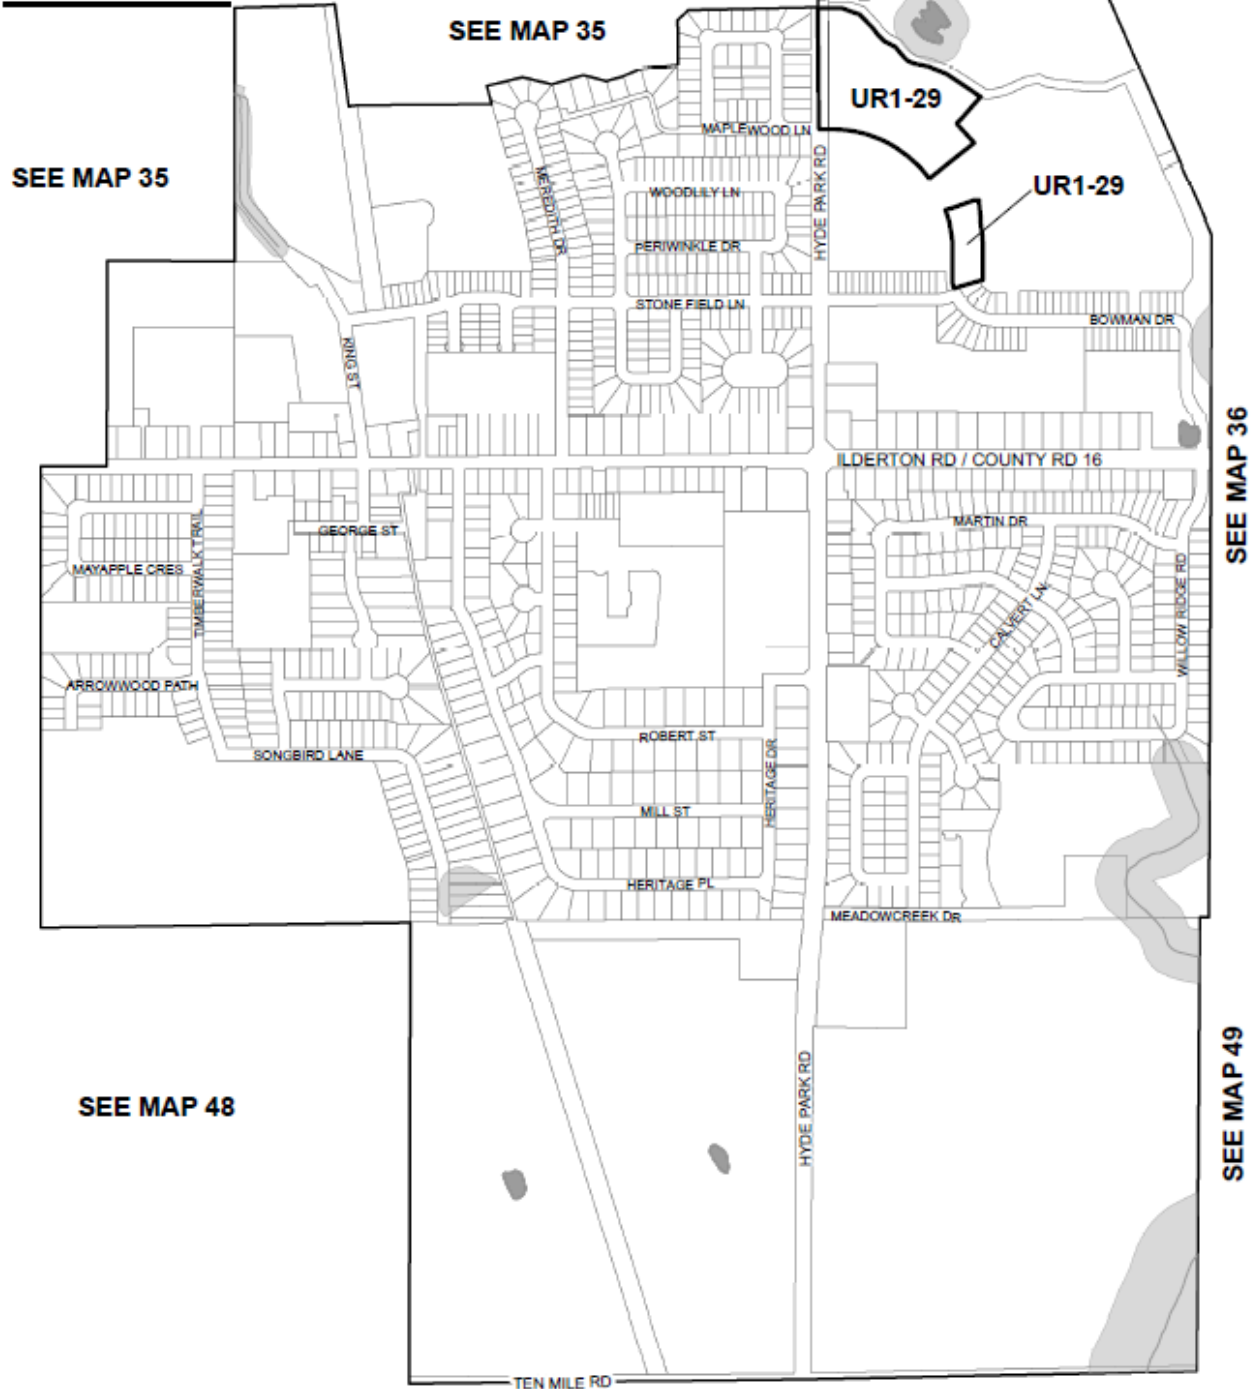 SEE MAP 35
UR1-29
MAPLEWOOD LN
SEE MAP 35
MEREDITH DR
WOODLILY LN
HYDE PARK RD
UR1-29
PERIWINKLE DR
STONE FIELD LN
BOWMAN DR
KING ST
SEE MAP 36
ILDERTON RD / COUNTY RD 16
MARTIN DR
GEORGE ST
MAYAPPLE CRES
TIMBERWALK TRAIL
CALVERT LN
WILLOW RIDGE RD
ARROWWOOD PATH
ROBERT ST
SONGBIRD LANE
HERITAGE DR
MILL ST
HERITAGE PL
MEADOWCREEK DR
HYDE PARK RD
SEE MAP 48
SEE MAP 49
TEN MILE RD